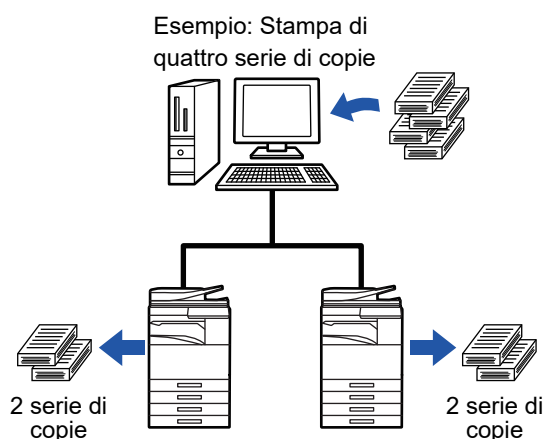 Esempio: Stampa di
quattro serie di copie
2 serie di
copie
2 serie di
copie